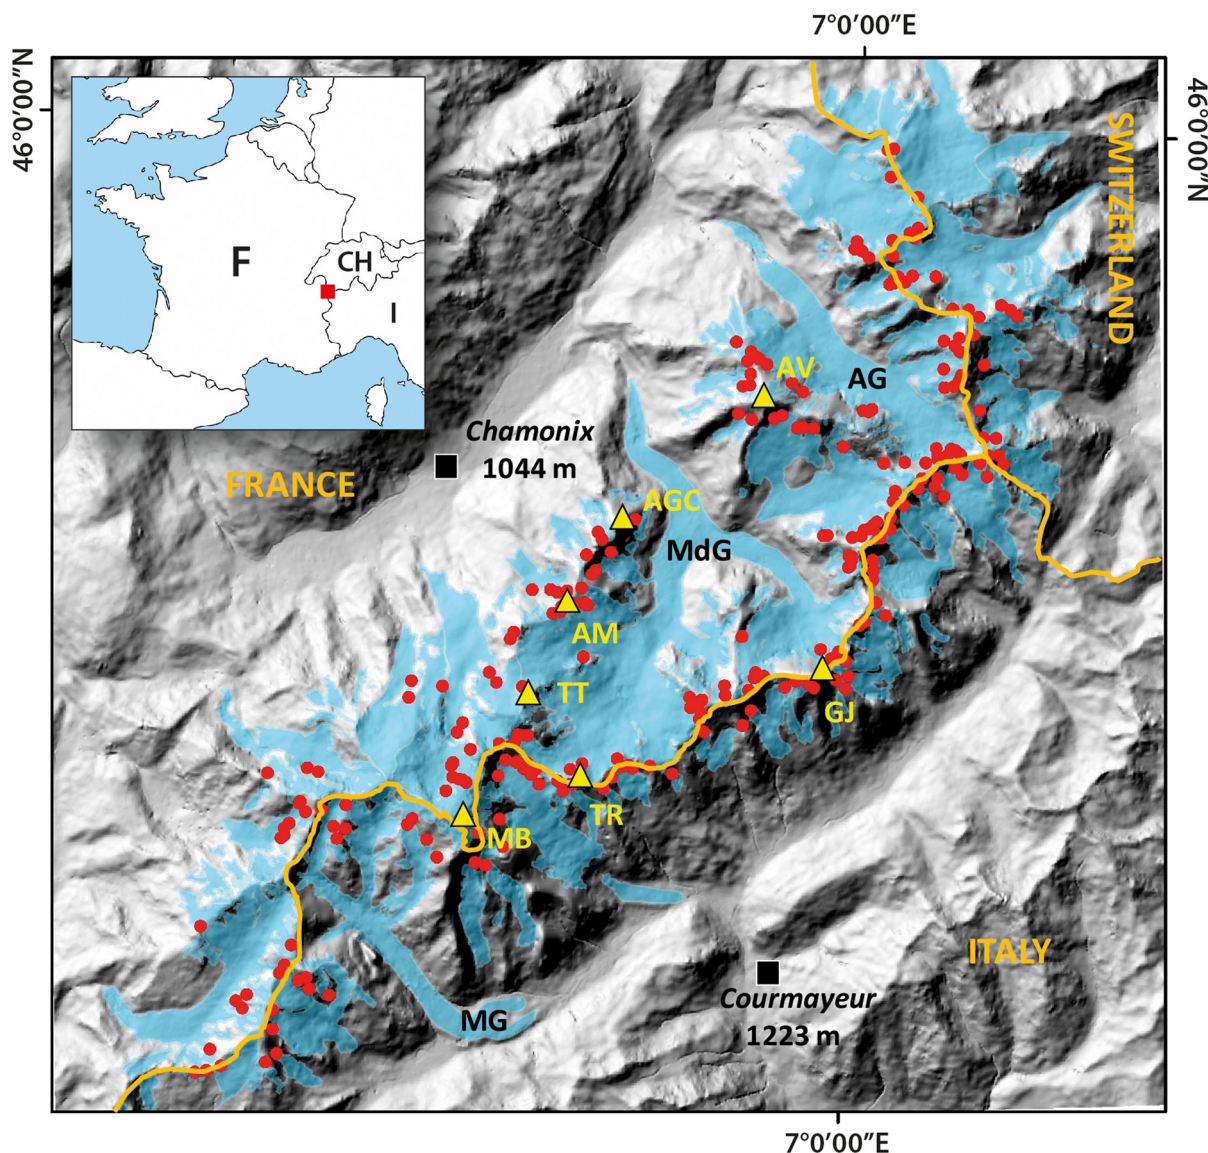 7°0'00"E
46°0'00"N
46°0'00"N
SWITZERLAND
F
CH
I
AV
AG
Chamonix
1044 m
FRANCE
AGC
MdG
AM
TT
GJ
TR
MB
ITALY
Courmayeur
1223 m
MG
7°0'00"E